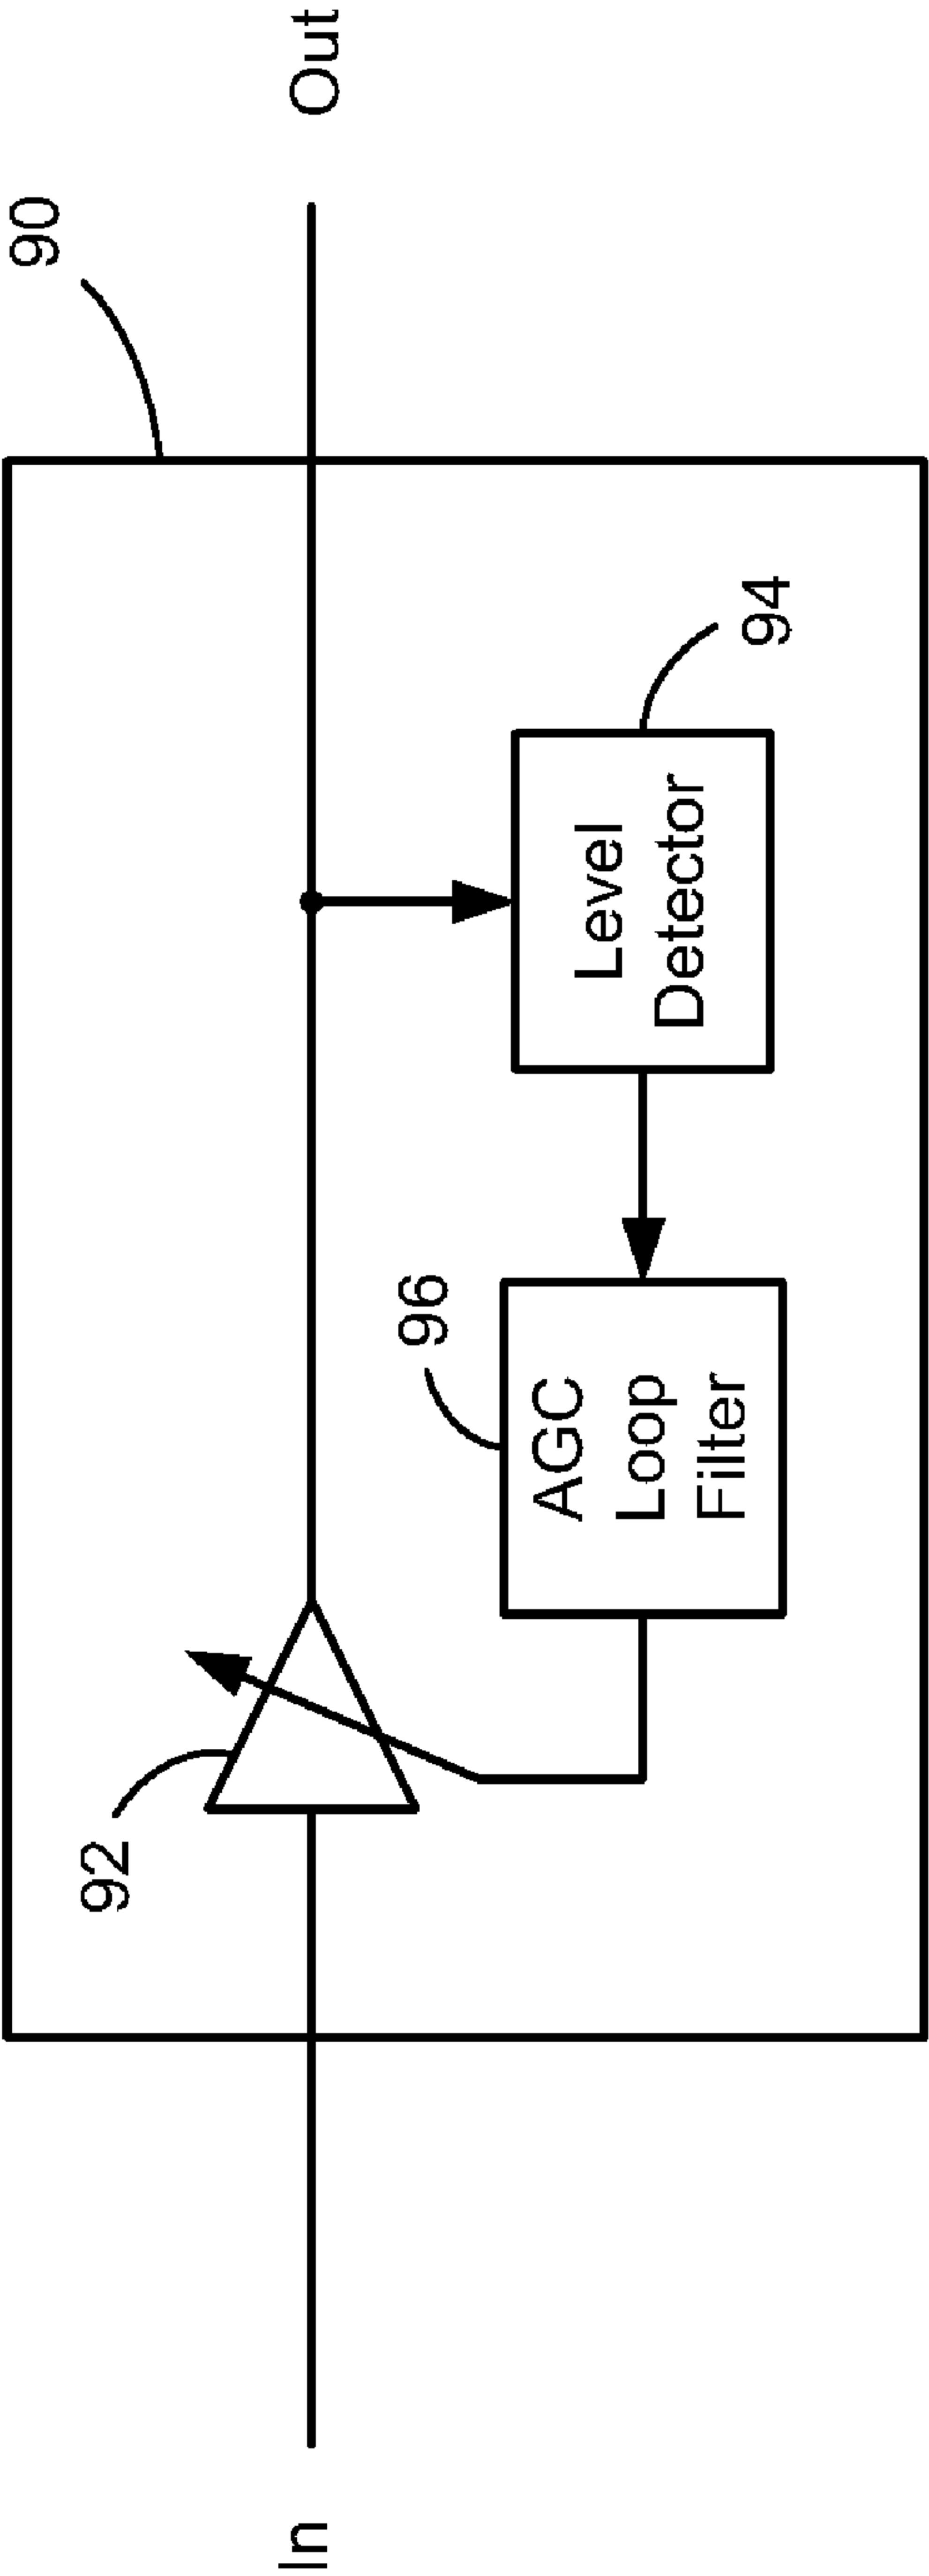 90
92
In
Out
96
94
AGC
Loop
Filter
Level
Detector